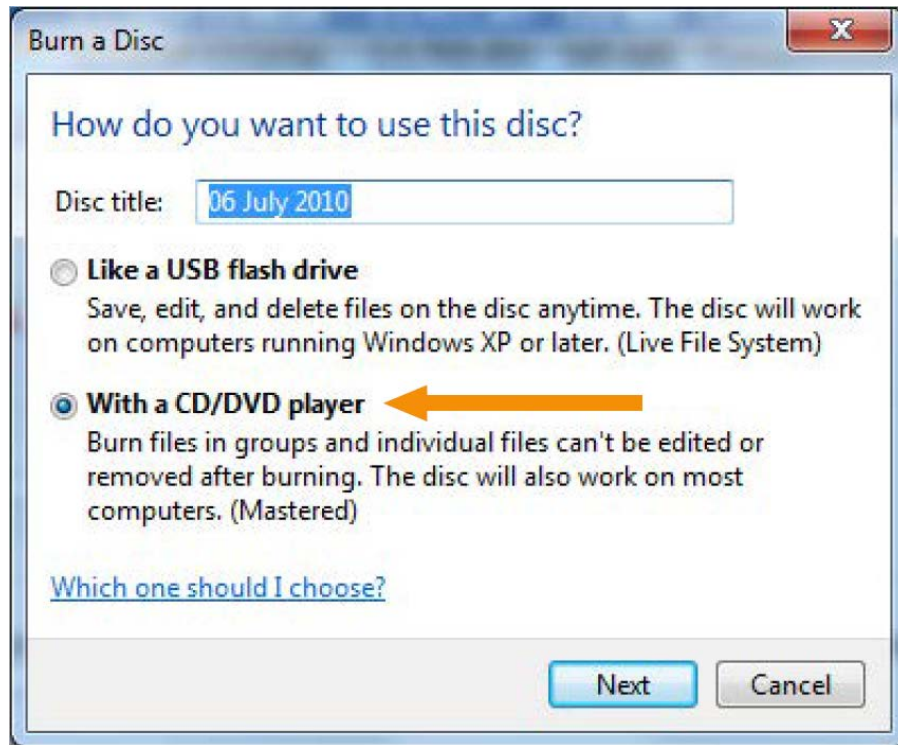 Burn a Disc
How do you want to use this disc?
Disc title: 06 July 2010
Like a USB flash drive
Save, edit, and delete files on the disc anytime. The disc will work
on computers running Windows XP or later. (Live File System)
With a CD/DVD player
Burn files in groups and individual files can't be edited or
removed after burning. The disc will also work on most
computers. (Mastered)
Which one should I choose?
Next Cancel